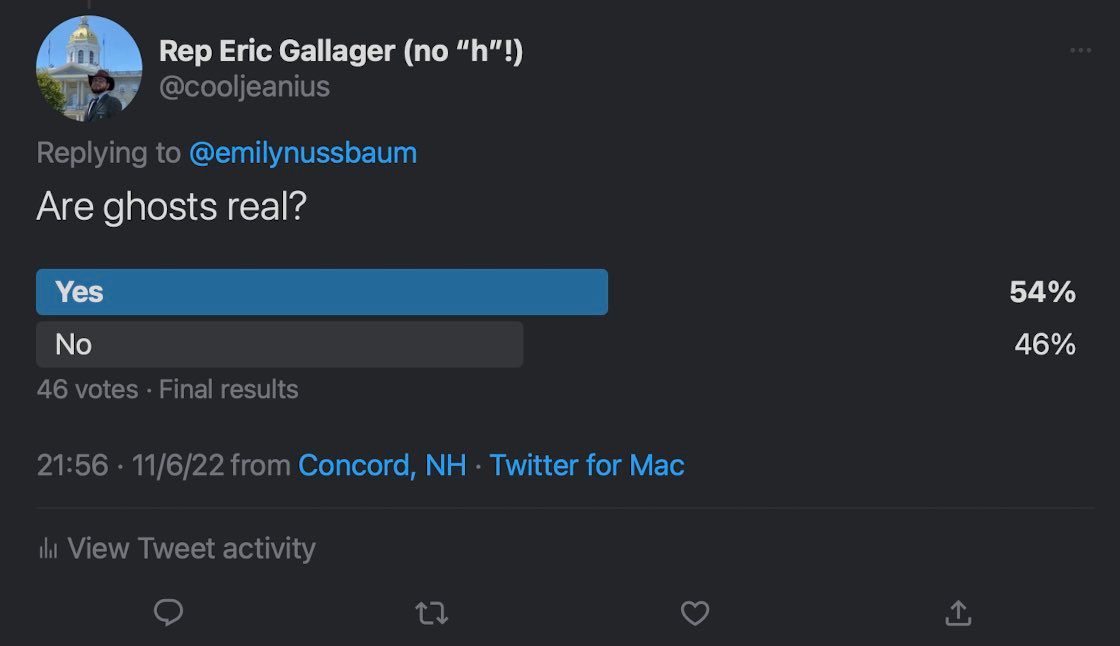 Rep Eric Gallager (no “h”!)
@cooljeanius
Replying to @emilynussbaum
Are ghosts real?
Yes 54%
No 46%
46 votes · Final results
21:56 · 11/6/22 from Concord, NH · Twitter for Mac
View Tweet activity